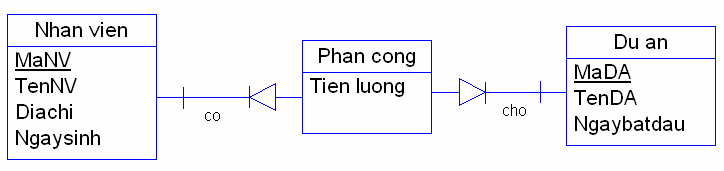 Nhan vien
MaNV
TenNV
Diachi
Ngaysinh
co
Phan cong
Tien luong
cho
Du an
MaDA
TenDA
Ngaybatdau